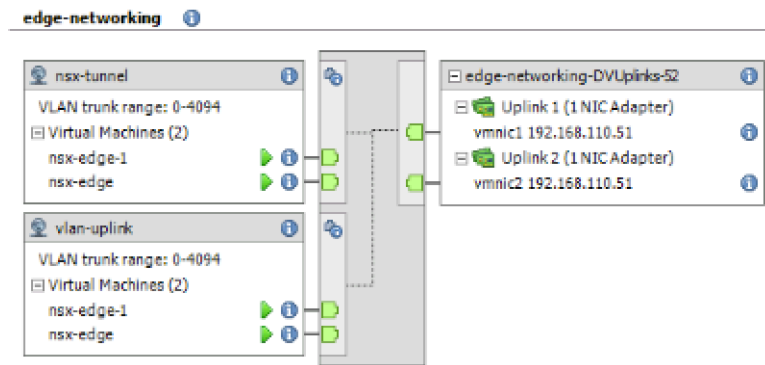 edge-networking
nsx-tunnel
VLAN trunk range: 0-4094
Virtual Machines (2)
nsx-edge-1
nsx-edge
vlan-uplink
VLAN trunk range: 0-4094
Virtual Machines (2)
nsx-edge-1
nsx-edge
edge-networking-DVUplinks-52
Uplink 1 (1 NIC Adapter)
vmnic1 192.168.110.51
Uplink 2 (1 NIC Adapter)
vmnic2 192.168.110.51